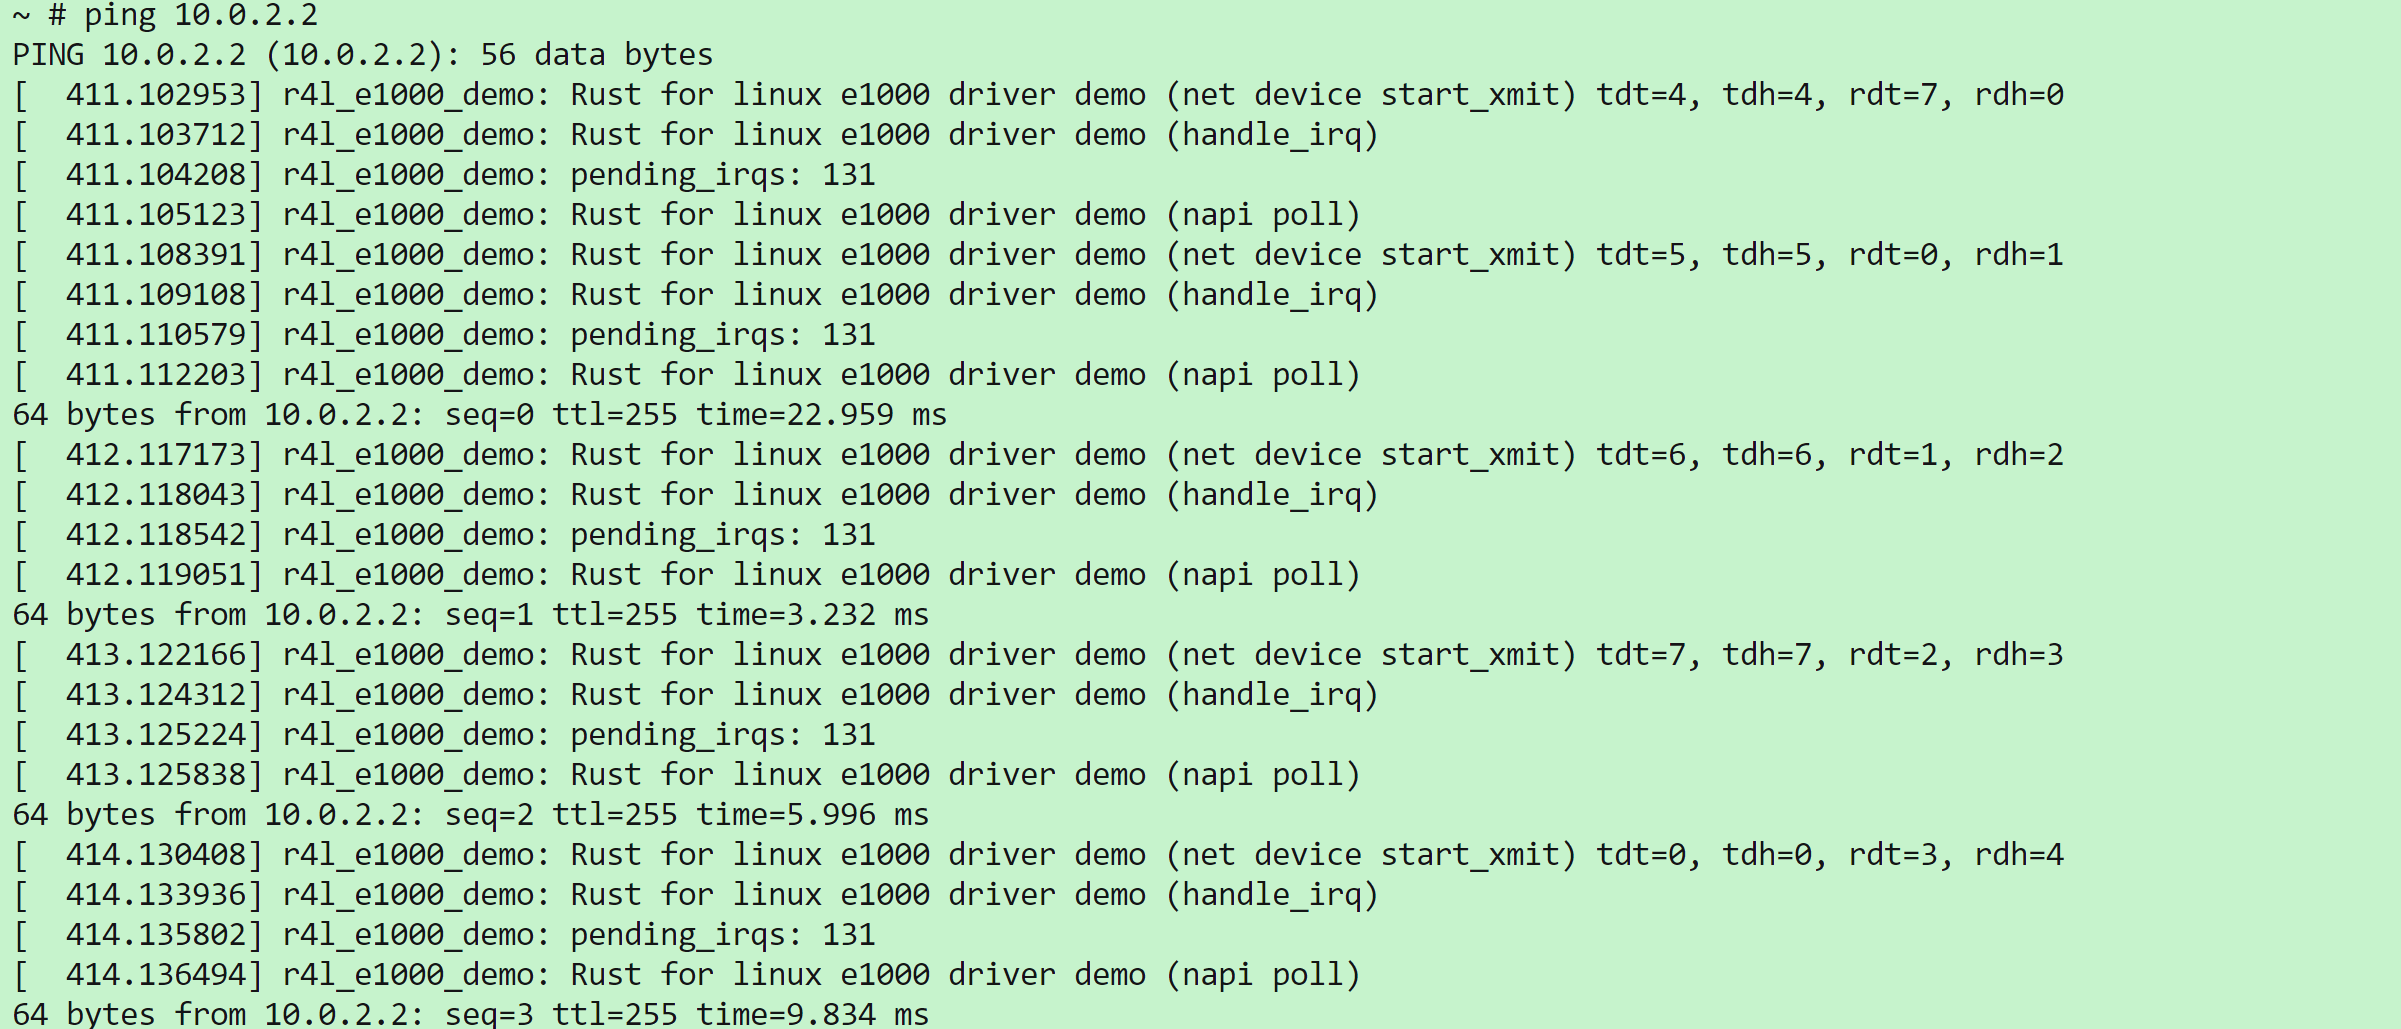 ~ # ping 10.0.2.2
PING 10.0.2.2 (10.0.2.2): 56 data bytes
[  411.102953] r4l_e1000_demo: Rust for linux e1000 driver demo (net device start_xmit) tdt=4, tdh=4, rdt=7, rdh=0
[  411.103712] r4l_e1000_demo: Rust for linux e1000 driver demo (handle_irq)
[  411.104208] r4l_e1000_demo: pending_irqs: 131
[  411.105123] r4l_e1000_demo: Rust for linux e1000 driver demo (napi poll)
[  411.108391] r4l_e1000_demo: Rust for linux e1000 driver demo (net device start_xmit) tdt=5, tdh=5, rdt=0, rdh=1
[  411.109108] r4l_e1000_demo: Rust for linux e1000 driver demo (handle_irq)
[  411.110579] r4l_e1000_demo: pending_irqs: 131
[  411.112203] r4l_e1000_demo: Rust for linux e1000 driver demo (napi poll)
64 bytes from 10.0.2.2: seq=0 ttl=255 time=22.959 ms
[  412.117173] r4l_e1000_demo: Rust for linux e1000 driver demo (net device start_xmit) tdt=6, tdh=6, rdt=1, rdh=2
[  412.118043] r4l_e1000_demo: Rust for linux e1000 driver demo (handle_irq)
[  412.118542] r4l_e1000_demo: pending_irqs: 131
[  412.119051] r4l_e1000_demo: Rust for linux e1000 driver demo (napi poll)
64 bytes from 10.0.2.2: seq=1 ttl=255 time=3.232 ms
[  413.122166] r4l_e1000_demo: Rust for linux e1000 driver demo (net device start_xmit) tdt=7, tdh=7, rdt=2, rdh=3
[  413.124312] r4l_e1000_demo: Rust for linux e1000 driver demo (handle_irq)
[  413.125224] r4l_e1000_demo: pending_irqs: 131
[  413.125838] r4l_e1000_demo: Rust for linux e1000 driver demo (napi poll)
64 bytes from 10.0.2.2: seq=2 ttl=255 time=5.996 ms
[  414.130408] r4l_e1000_demo: Rust for linux e1000 driver demo (net device start_xmit) tdt=0, tdh=0, rdt=3, rdh=4
[  414.133936] r4l_e1000_demo: Rust for linux e1000 driver demo (handle_irq)
[  414.135802] r4l_e1000_demo: pending_irqs: 131
[  414.136494] r4l_e1000_demo: Rust for linux e1000 driver demo (napi poll)
64 bytes from 10.0.2.2: seq=3 ttl=255 time=9.834 ms